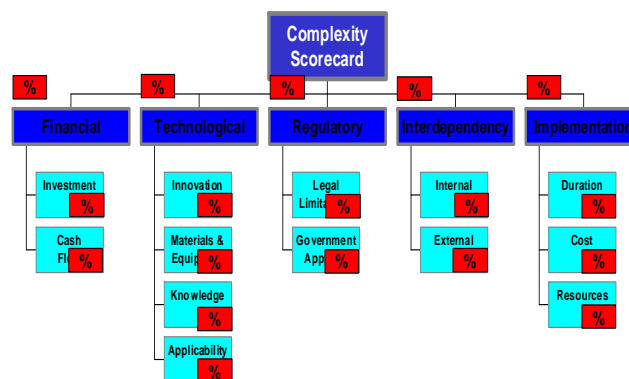 Complexity
Scorecard
% % % % %
Financial Technological Regulatory Interdependency Implementation
Investment
%
Cash
%
Innovation
%
Materials &
%
Knowledge
%
Applicability
%
Legal
%
Government
%
Internal
%
External
%
Duration
%
Cost
%
Resources
%